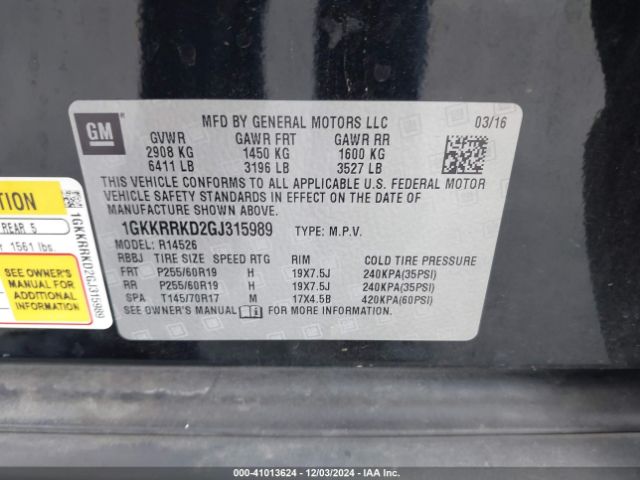 GM
MFD BY GENERAL MOTORS LLC 03/16
GVWR GAWR FRT GAWR RR
2908 KG 1450 KG 1600 KG
6411 LB 3196 LB 3527 LB
THIS VEHICLE CONFORMS TO ALL APPLICABLE U.S. FEDERAL MOTOR
VEHICLE SAFETY STANDARDS IN EFFECT ON THE DATE OF
MANUFACTURE SHOWN ABOVE.
1GKKRRKD2GJ315989 TYPE: M.P.V.
MODEL: R14526
RBBJ TIRE SIZE SPEED RTG RIM COLD TIRE PRESSURE
FRT P255/60R19 H 19X7.5J 240KPA(35PSI)
RR P255/60R19 H 19X7.5J 240KPA(35PSI)
SPA T145/70R17 M 17X4.5B 420KPA(60PSI)
SEE OWNER'S MANUAL FOR MORE INFORMATION.
REAR 5
1561 lbs.
SEE OWNER'S
MANUAL FOR
ADDITIONAL
INFORMATION
1GKKRRKD2GJ315989
000-41013624 - 12/03/2024 - IAAI.COM